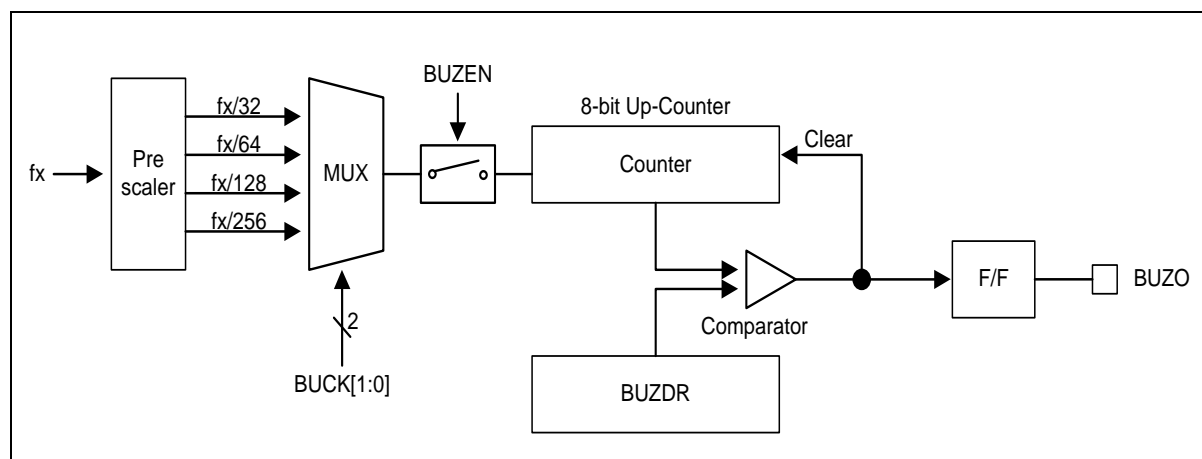 BUZEN
8-bit Up-Counter
fx/32
fx/64
fx/128
fx/256
fx
Pre
scaler
MUX
Counter
Clear
F/F
BUZO
Comparator
2
BUCK[1:0]
BUZDR